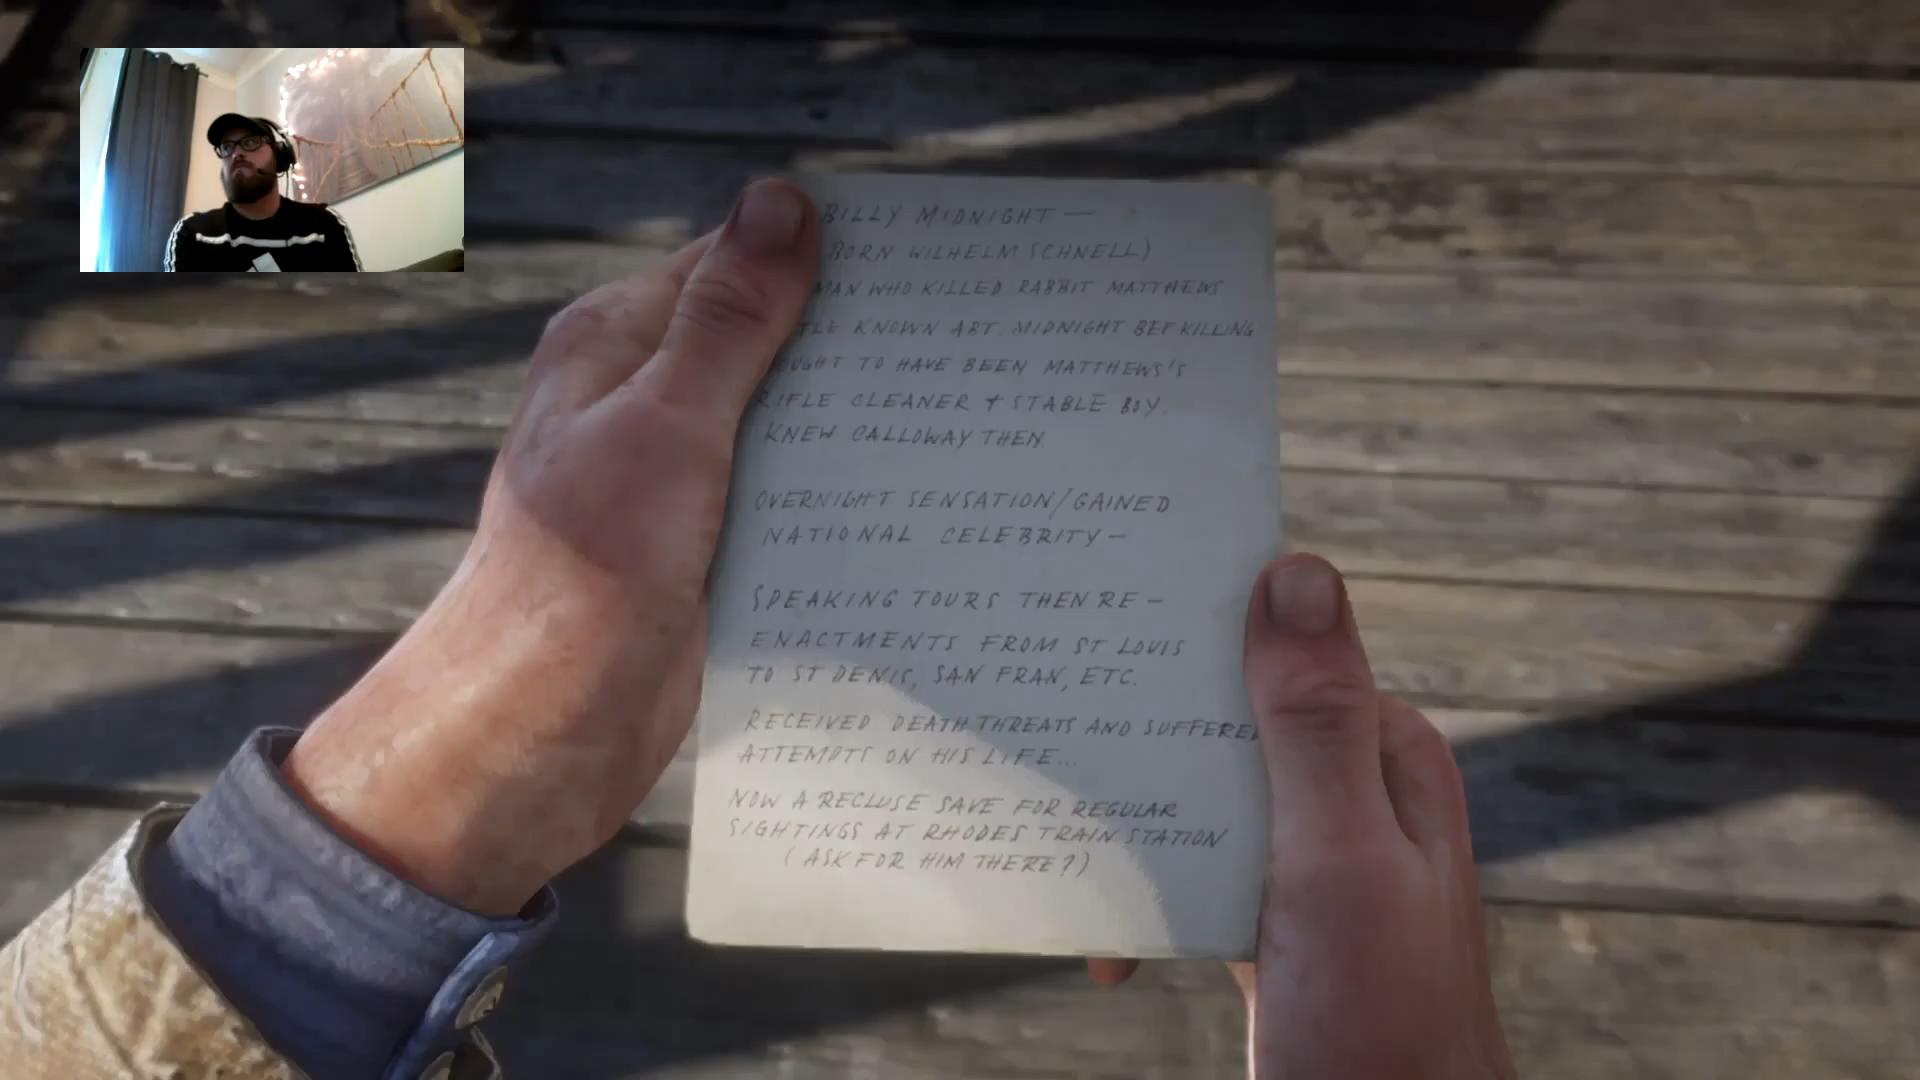 BILLY MIDNIGHT —
BORN WILHELM SCHNELL)
MAN WHO KILLED RABBIT MATTHEWS
TLE KNOWN ABT. MIDNIGHT BEF KILLING
OUGHT TO HAVE BEEN MATTHEWS'S
RIFLE CLEANER + STABLE BOY.
KNEW CALLOWAY THEN.
OVERNIGHT SENSATION/GAINED
NATIONAL CELEBRITY —
SPEAKING TOURS THEN RE —
ENACTMENTS FROM ST LOUIS
TO ST DENIS, SAN FRAN, ETC.
RECEIVED DEATH THREATS AND SUFFERED
ATTEMPTS ON HIS LIFE...
NOW A RECLUSE SAVE FOR REGULAR
SIGHTINGS AT RHODES TRAIN STATION
(ASK FOR HIM THERE?)